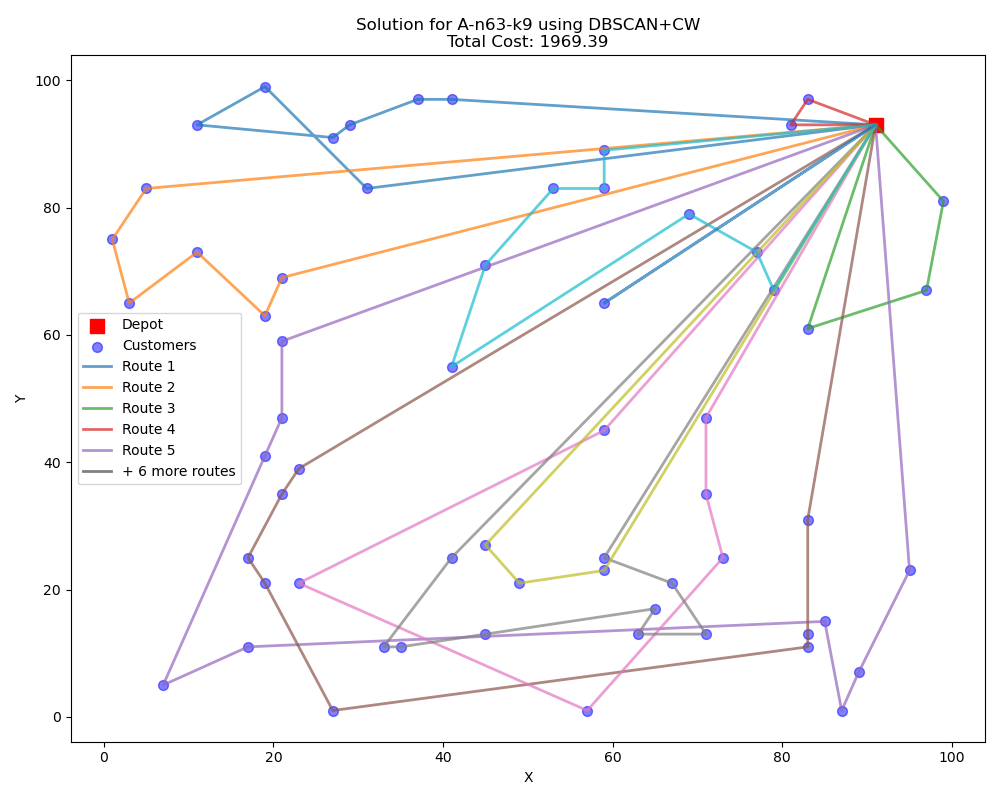 Solution for A-n63-k9 using DBSCAN+CW
Total Cost: 1969.39
100
80
60
40
20
0
Y
Depot
Customers
Route 1
Route 2
Route 3
Route 4
Route 5
+ 6 more routes
0 20 40 60 80 100
X